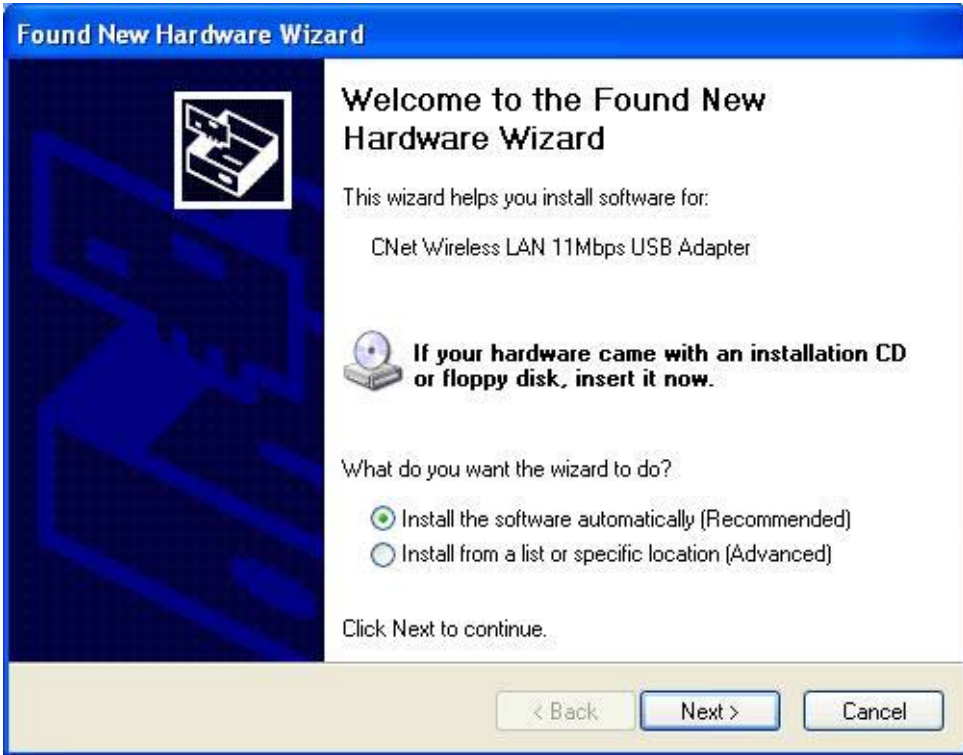 Found New Hardware Wizard
Welcome to the Found New
Hardware Wizard
This wizard helps you install software for:
CNet Wireless LAN 11Mbps USB Adapter
If your hardware came with an installation CD
or floppy disk, insert it now.
What do you want the wizard to do?
Install the software automatically (Recommended)
Install from a list or specific location (Advanced)
Click Next to continue.
< Back
Next >
Cancel